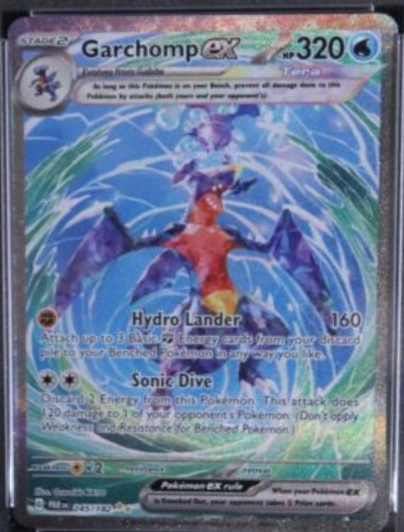 STAGE 2 Garchomp ex HP 320
Evolves from Gabite Tera
As long as this Pokémon is on your Bench, prevent all damage done to this
Pokémon by attacks (both yours and your opponent's).
Hydro Lander 160
Attach up to 3 Basic Energy cards from your discard
pile to your Benched Pokémon in any way you like.
Sonic Dive
Discard 2 Energy from this Pokémon. This attack does
120 damage to 1 of your opponent's Pokémon. (Don't apply
Weakness and Resistance for Benched Pokémon.)
weakness ×2 resistance retreat
Pokémon ex rule When your Pokémon ex
is Knocked Out, your opponent takes 2 Prize cards.
Illus.
PAR EN 245/182